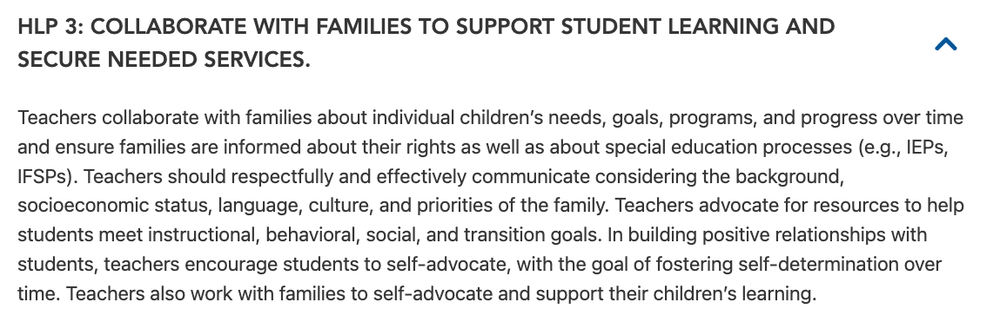 HLP 3: COLLABORATE WITH FAMILIES TO SUPPORT STUDENT LEARNING AND
SECURE NEEDED SERVICES.
Teachers collaborate with families about individual children’s needs, goals, programs, and progress over time
and ensure families are informed about their rights as well as about special education processes (e.g., IEPs,
IFSPs). Teachers should respectfully and effectively communicate considering the background,
socioeconomic status, language, culture, and priorities of the family. Teachers advocate for resources to help
students meet instructional, behavioral, social, and transition goals. In building positive relationships with
students, teachers encourage students to self-advocate, with the goal of fostering self-determination over
time. Teachers also work with families to self-advocate and support their children’s learning.